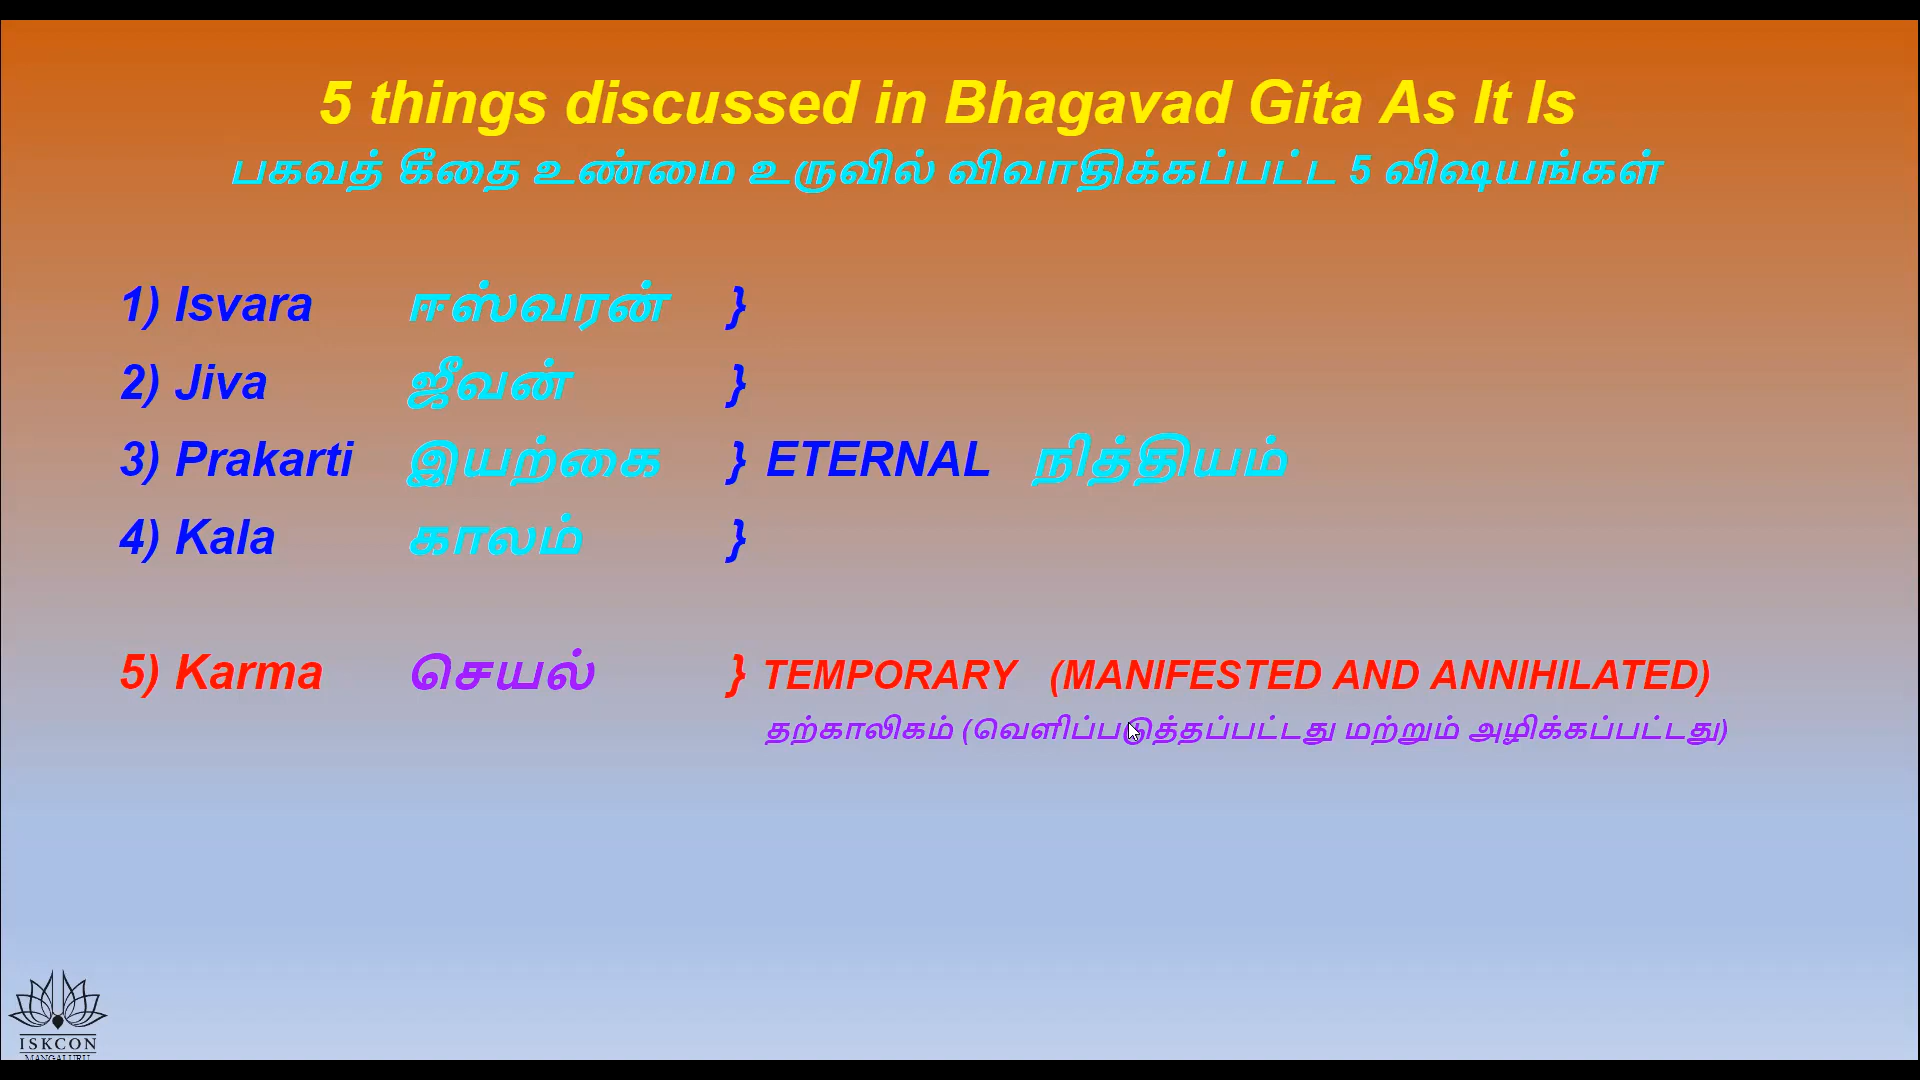 5 things discussed in Bhagavad Gita As It Is
பகவத் கீதை உண்மை உருவில் விவாதிக்கப்பட்ட 5 விஷயங்கள்
1) Isvara ஈஸ்வரன் }
2) Jiva ஜீவன் }
3) Prakarti இயற்கை } ETERNAL நித்தியம்
4) Kala காலம் }
5) Karma செயல் } TEMPORARY (MANIFESTED AND ANNIHILATED)
தற்காலிகம் (வெளிப்படுத்தப்பட்டது மற்றும் அழிக்கப்பட்டது)
ISKCON
MANGALURU